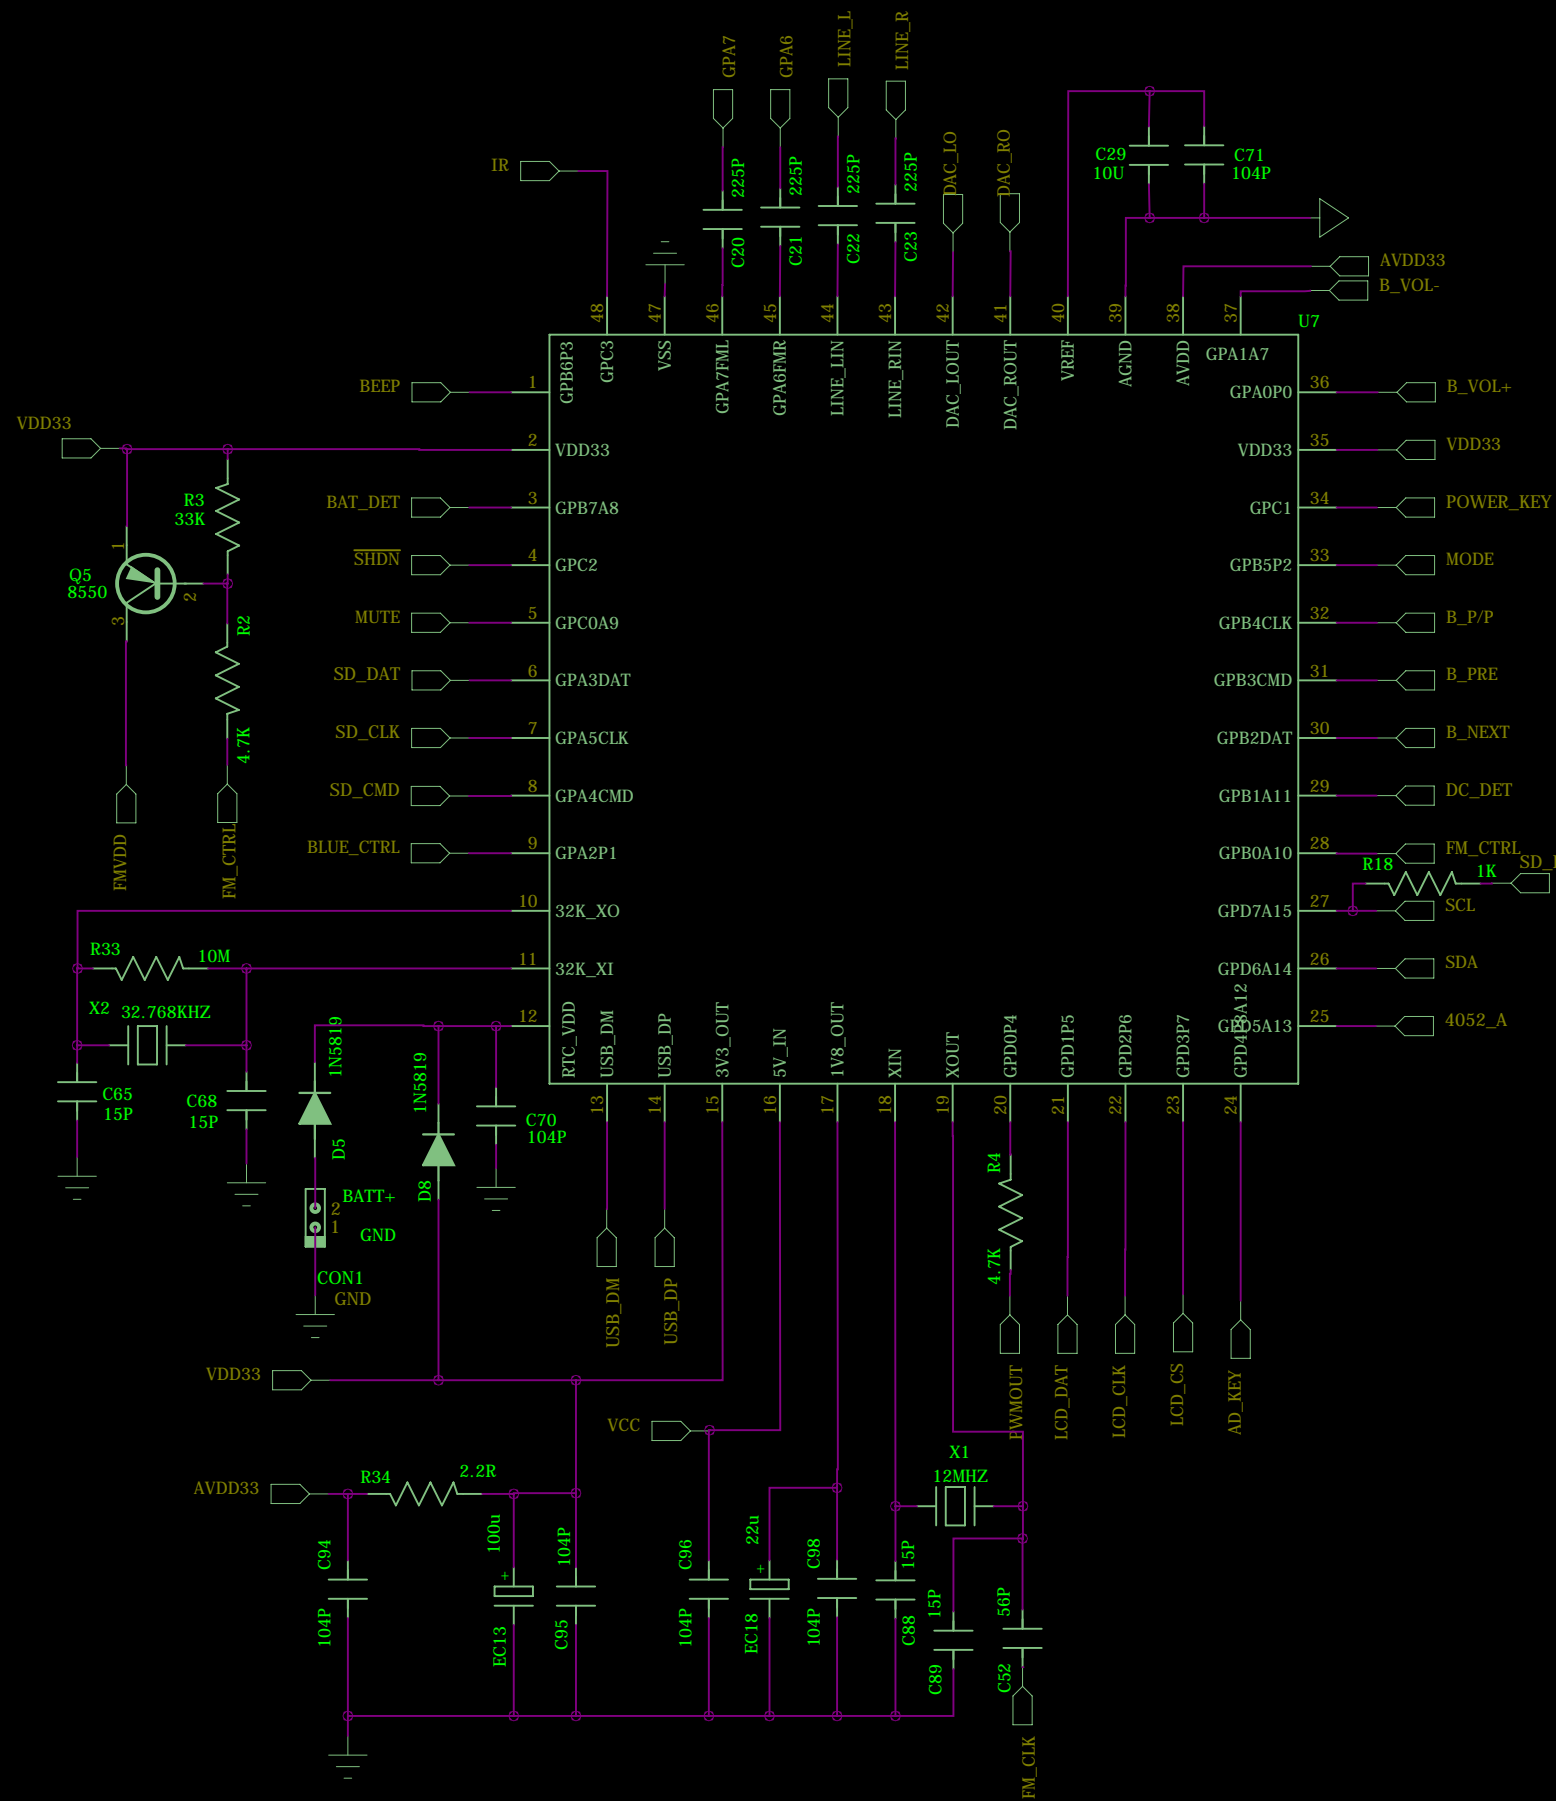 GPA7
GPA6
LINE_L
LINE_R
IR
225P
C20
225P
C21
225P
C22
225P
C23
DAC_LO
DAC_RO
C29
10U
C71
104P
AVDD33
B_VOL-
48
47
46
45
44
43
42
41
40
39
38
37
U7
GPB6P3
GPC3
VSS
GPA7FML
GPA6FMR
LINE_LIN
LINE_RIN
DAC_LOUT
DAC_ROUT
VREF
AGND
AVDD
GPA1A7
BEEP
1
GPA0P0
36
B_VOL+
VDD33
2
VDD33
VDD33
35
VDD33
R3
33K
BAT_DET
3
GPB7A8
GPC1
34
POWER_KEY
SHDN
4
GPC2
GPB5P2
33
MODE
Q5
8550
1
2
3
R2
4.7K
MUTE
5
GPC0A9
GPB4CLK
32
B_P/P
SD_DAT
6
GPA3DAT
GPB3CMD
31
B_PRE
SD_CLK
7
GPA5CLK
GPB2DAT
30
B_NEXT
SD_CMD
8
GPA4CMD
GPB1A11
29
DC_DET
FMVDD
FM_CTRL
BLUE_CTRL
9
GPA2P1
GPB0A10
28
FM_CTRL
R18
1K
10
32K_XO
GPD7A15
27
SCL
R33
10M
11
32K_XI
GPD6A14
26
SDA
X2
32.768KHZ
12
GPD5A13
25
4052_A
RTC_VDD
USB_DM
USB_DP
3V3_OUT
5V_IN
1V8_OUT
XIN
XOUT
GPD0P4
GPD1P5
GPD2P6
GPD3P7
13
14
15
16
17
18
19
20
21
22
23
24
1N5819
D5
1N5819
D8
C65
15P
C68
15P
C70
104P
BATT+
2
1
GND
CON1
GND
R4
4.7K
USB_DM
USB_DP
PWMOUT
LCD_DAT
LCD_CLK
LCD_CS
AD_KEY
VDD33
VCC
X1
12MHZ
AVDD33
R34
2.2R
C94
104P
100u
+
EC13
104P
C95
C96
104P
22u
+
EC18
C98
104P
15P
C88
15P
C89
56P
C52
FM_CLK